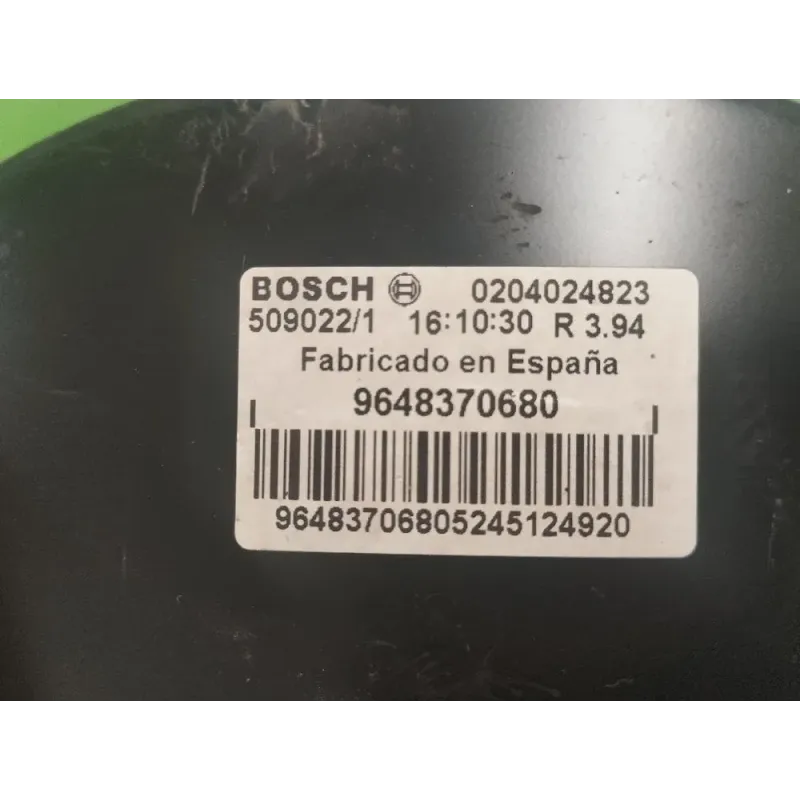 BOSCH 0204024823
509022/1 16:10:30 R 3.94
Fabricado en España
9648370680
96483706805245124920